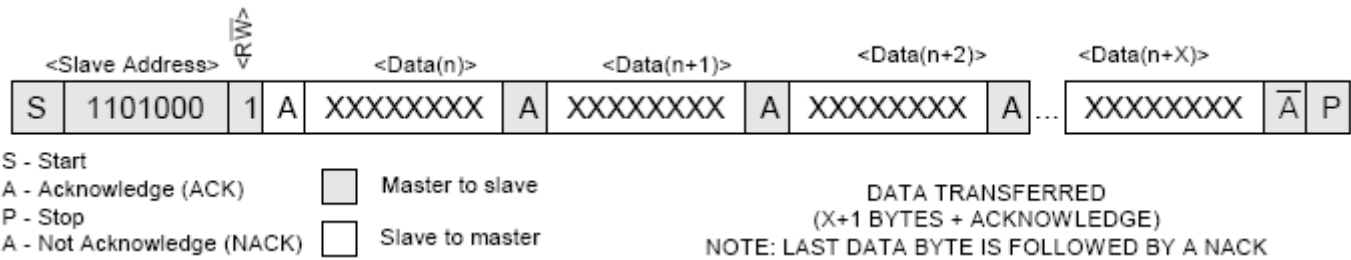 <R̅W̅>
<Slave Address> <Data(n)> <Data(n+1)> <Data(n+2)> <Data(n+X)>
S 1101000 1 A XXXXXXXX A XXXXXXXX A XXXXXXXX A ... XXXXXXXX A̅ P
S - Start
A - Acknowledge (ACK)
P - Stop
A - Not Acknowledge (NACK)
Master to slave
Slave to master
DATA TRANSFERRED
(X+1 BYTES + ACKNOWLEDGE)
NOTE: LAST DATA BYTE IS FOLLOWED BY A NACK